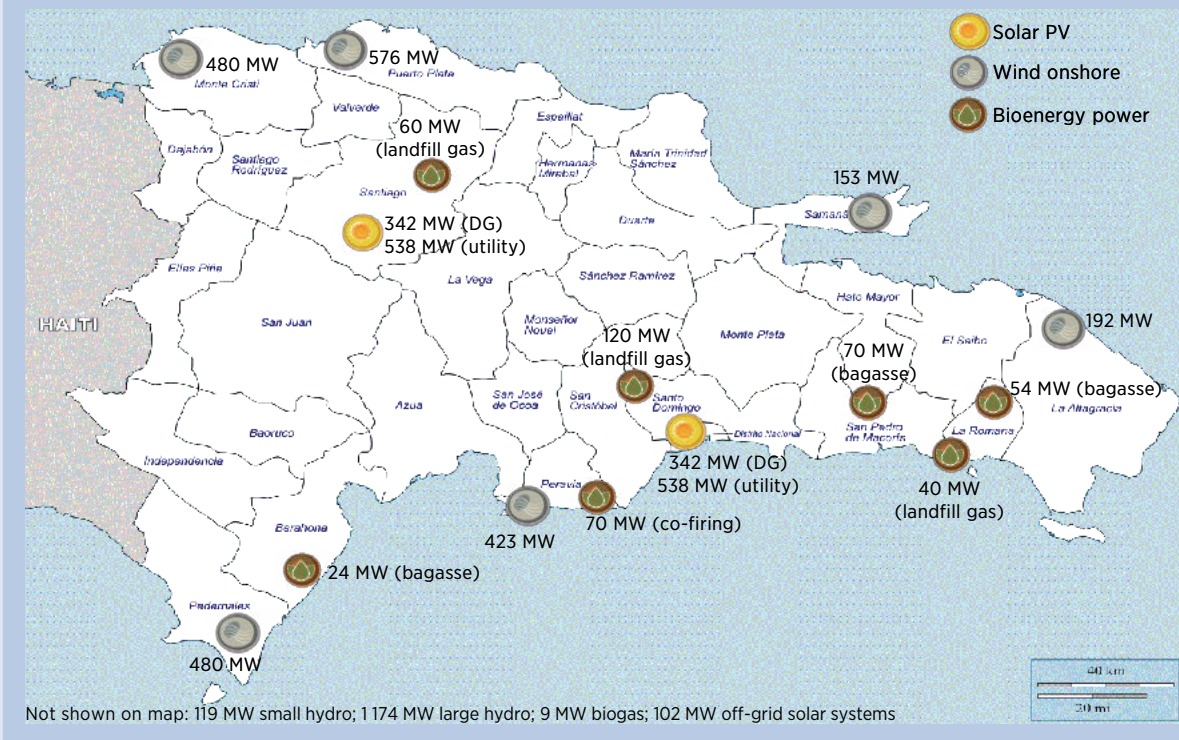 Solar PV
Wind onshore
Bioenergy power
480 MW
Monte Cristi
576 MW
Puerto Plata
Valverde
60 MW
(landfill gas)
Espaillat
Dajabón
Santiago
Rodríguez
Hermanas
Mirabal
María Trinidad
Sánchez
Santiago
153 MW
Samaná
342 MW (DG)
538 MW (utility)
Duarte
Elías Piña
La Vega
Sánchez Ramírez
Hato Mayor
HAITI
San Juan
Monseñor
Nouel
120 MW
(landfill gas)
Monte Plata
70 MW
(bagasse)
El Seibo
192 MW
54 MW (bagasse)
La Altagracia
Azua
San José
de Ocoa
San
Cristóbal
Santo
Domingo
Distrito Nacional
San Pedro
de Macorís
La Romana
Baoruco
Independencia
342 MW (DG)
538 MW (utility)
40 MW
(landfill gas)
Peravia
70 MW (co-firing)
423 MW
Barahona
24 MW (bagasse)
Pedernales
480 MW
40 km
20 mi
Not shown on map: 119 MW small hydro; 1 174 MW large hydro; 9 MW biogas; 102 MW off-grid solar systems